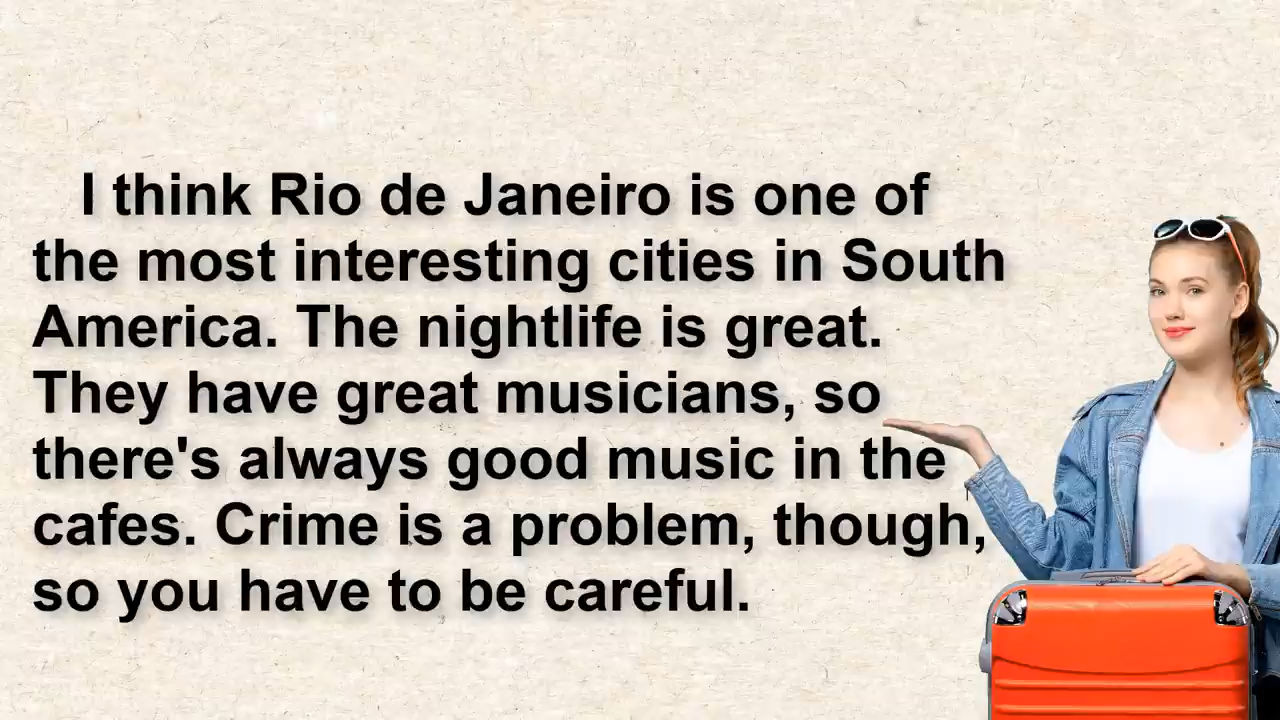 I think Rio de Janeiro is one of
the most interesting cities in South
America. The nightlife is great.
They have great musicians, so
there's always good music in the
cafes. Crime is a problem, though,
so you have to be careful.